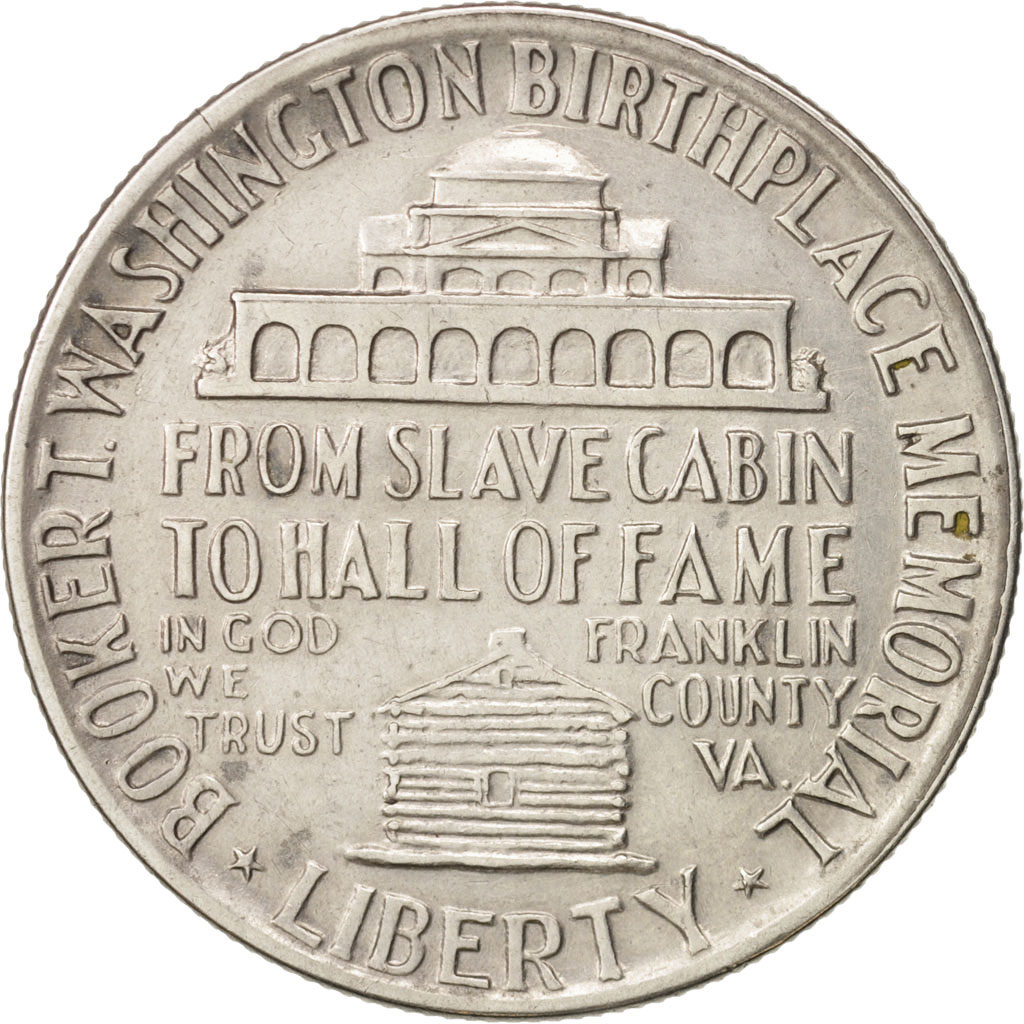 BOOKER T. WASHINGTON BIRTHPLACE MEMORIAL
FROM SLAVE CABIN
TO HALL OF FAME
IN GOD
WE
TRUST
FRANKLIN
COUNTY
VA.
LIBERTY